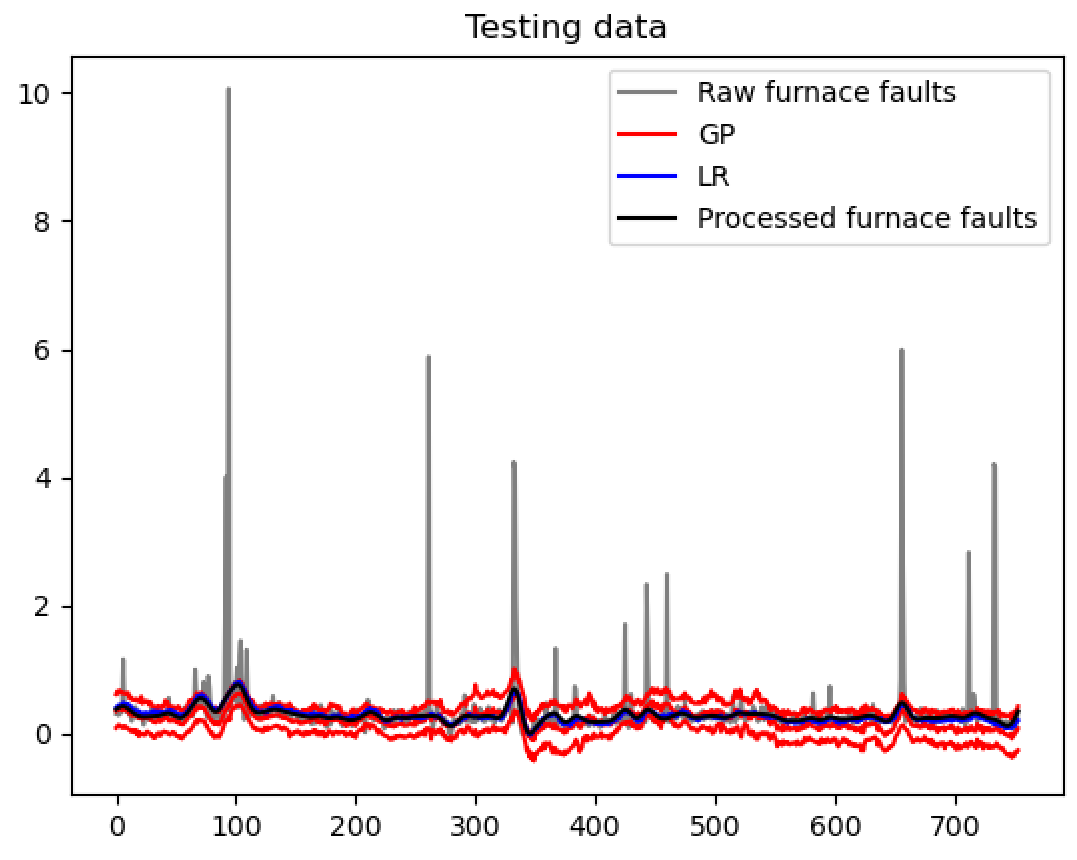 Testing data
Raw furnace faults
GP
LR
Processed furnace faults
10
8
6
4
2
0
0 100 200 300 400 500 600 700